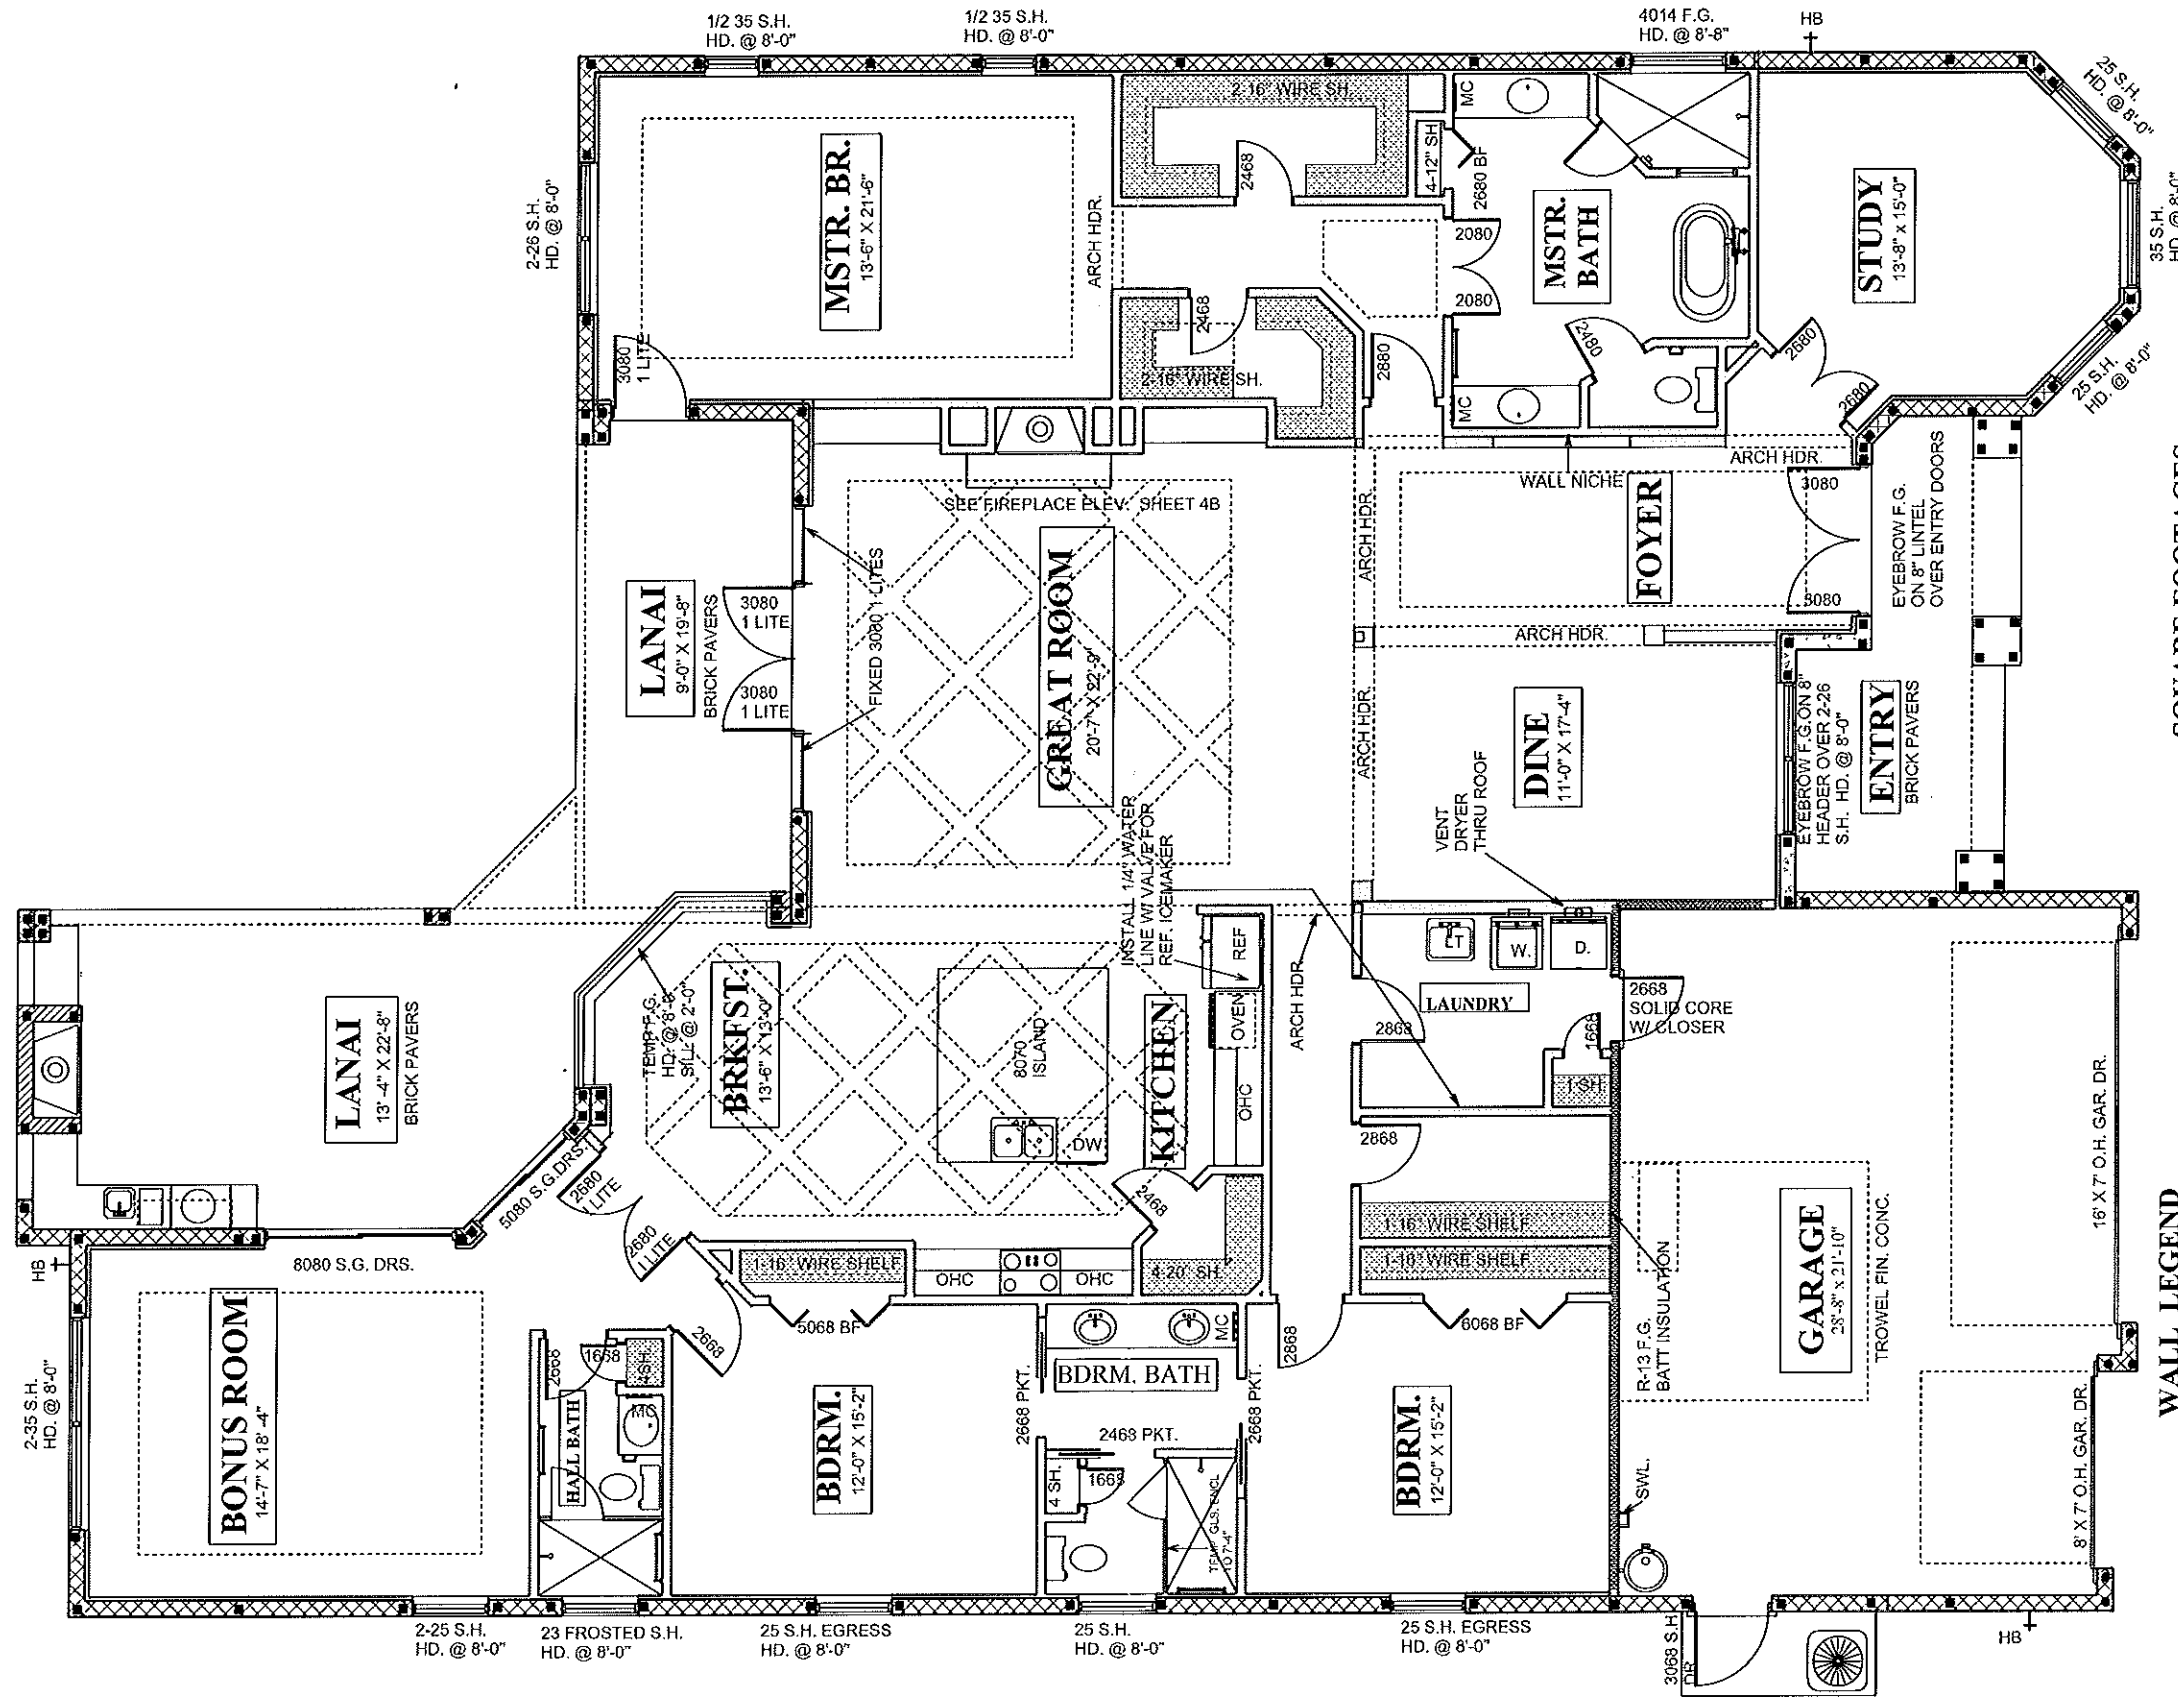 1/2 35 S.H.
HD. @ 8'-0"
1/2 35 S.H.
HD. @ 8'-0"
4014 F.G.
HD. @ 8'-8"
HB
25 S.H.
HD. @ 8'-0"
2-26 S.H.
HD. @ 8'-0"
MSTR. BR.
13'-6" X 21'-6"
ARCH HDR.
2-16" WIRE SH.
2468
4-12" SH
MC
2680 BF
2080
2080
MSTR.
BATH
STUDY
13'-8" x 15'-0"
35 S.H.
HD @ 8'-0"
25 S.H.
HD. @ 8'-0"
3080
1 LITE
2468
2-16" WIRE SH.
2880
MC
2480
2680
2680
ARCH HDR.
WALL NICHE
SEE FIREPLACE ELEV. SHEET 4B
ARCH HDR.
FOYER
3080
3080
EYEBROW F.G.
ON 8" LINTEL
OVER ENTRY DOORS
SQUARE FOOTAGES
LANAI
9'-0" X 19'-8"
BRICK PAVERS
3080
1 LITE
3080
1 LITE
FIXED 3080 1 LITES
GREAT ROOM
20'-7" X 22'-9"
ARCH HDR.
ARCH HDR.
DINE
11'-0" X 17'-4"
EYEBROW F.G. ON 8"
HEADER OVER 2-26
S.H. HD. @ 8'-0"
ENTRY
BRICK PAVERS
VENT
DRYER
THRU ROOF
INSTALL 1/4" WATER
LINE W/ VALVE FOR
REF. ICEMAKER
LANAI
13'-4" X 22'-8"
BRICK PAVERS
TEMP F.G.
HD. @ 8'-8"
SILL @ 2'-0"
BRKFST.
13'-6" X 13'-0"
8070
ISLAND
DW
KITCHEN
REF
OVEN
OHC
ARCH HDR
LT
W.
D.
LAUNDRY
2868
1668
1-SH
2668
SOLID CORE
W/ CLOSER
16' X 7' O.H. GAR. DR.
5080 S.G.DRS.
2680
1 LITE
2680
1 LITE
2468
2868
1-16" WIRE SHELF
1-16" WIRE SHELF
HB
8080 S.G. DRS.
1-16" WIRE SHELF
OHC
OHC
4-20" SH.
R-13 F.G.
BATT INSULATION
GARAGE
28'-8" x 21'-10"
TROWEL FIN. CONC.
WALL LEGEND
2-35 S.H.
HD. @ 8'-0"
BONUS ROOM
14'-7" X 18'-4"
2668
1668
4-SH.
MC
HALL BATH
2668
5068 BF
BDRM.
12'-0" X 15'-2"
MC
BDRM. BATH
2668 PKT.
2668 PKT.
2468 PKT.
4 SH.
1668
TEMP GLS. ENCL
TO 7'-4"
2868
6068 BF
BDRM.
12'-0" X 15'-2"
SWL.
8' X 7' O.H. GAR. DR.
2-25 S.H.
HD. @ 8'-0"
23 FROSTED S.H.
HD. @ 8'-0"
25 S.H. EGRESS
HD. @ 8'-0"
25 S.H.
HD. @ 8'-0"
25 S.H. EGRESS
HD. @ 8'-0"
3068 S.H
DR
HB